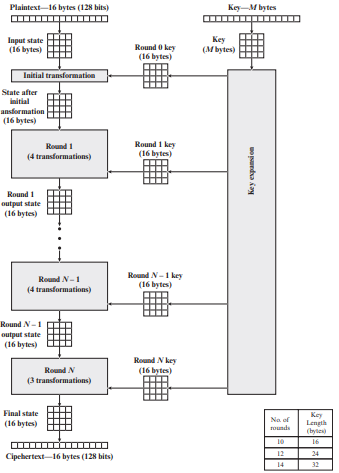 Plaintext—16 bytes (128 bits)
Key—M bytes
Input state
(16 bytes)
Round 0 key
(16 bytes)
Key
(M bytes)
Initial transformation
State after
initial
ansformation
(16 bytes)
Round 1
(4 transformations)
Round 1 key
(16 bytes)
Key expansion
Round 1
output state
(16 bytes)
Round N – 1
(4 transformations)
Round N – 1 key
(16 bytes)
Round N – 1
output state
(16 bytes)
Round N
(3 transformations)
Round N key
(16 bytes)
Final state
(16 bytes)
Cipehertext—16 bytes (128 bits)
No. of
rounds
Key
Length
(bytes)
10 16
12 24
14 32